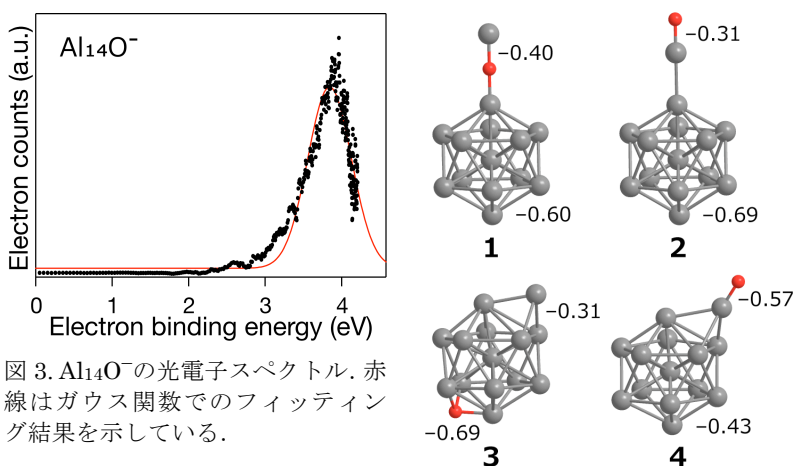 Al₁₄O⁻
Electron counts (a.u.)
0 1 2 3 4
Electron binding energy (eV)
図 3. Al₁₄O⁻の光電子スペクトル. 赤
線はガウス関数でのフィッティン
グ結果を示している.
−0.40
−0.60
1
−0.31
−0.69
2
−0.31
−0.69
3
−0.57
−0.43
4